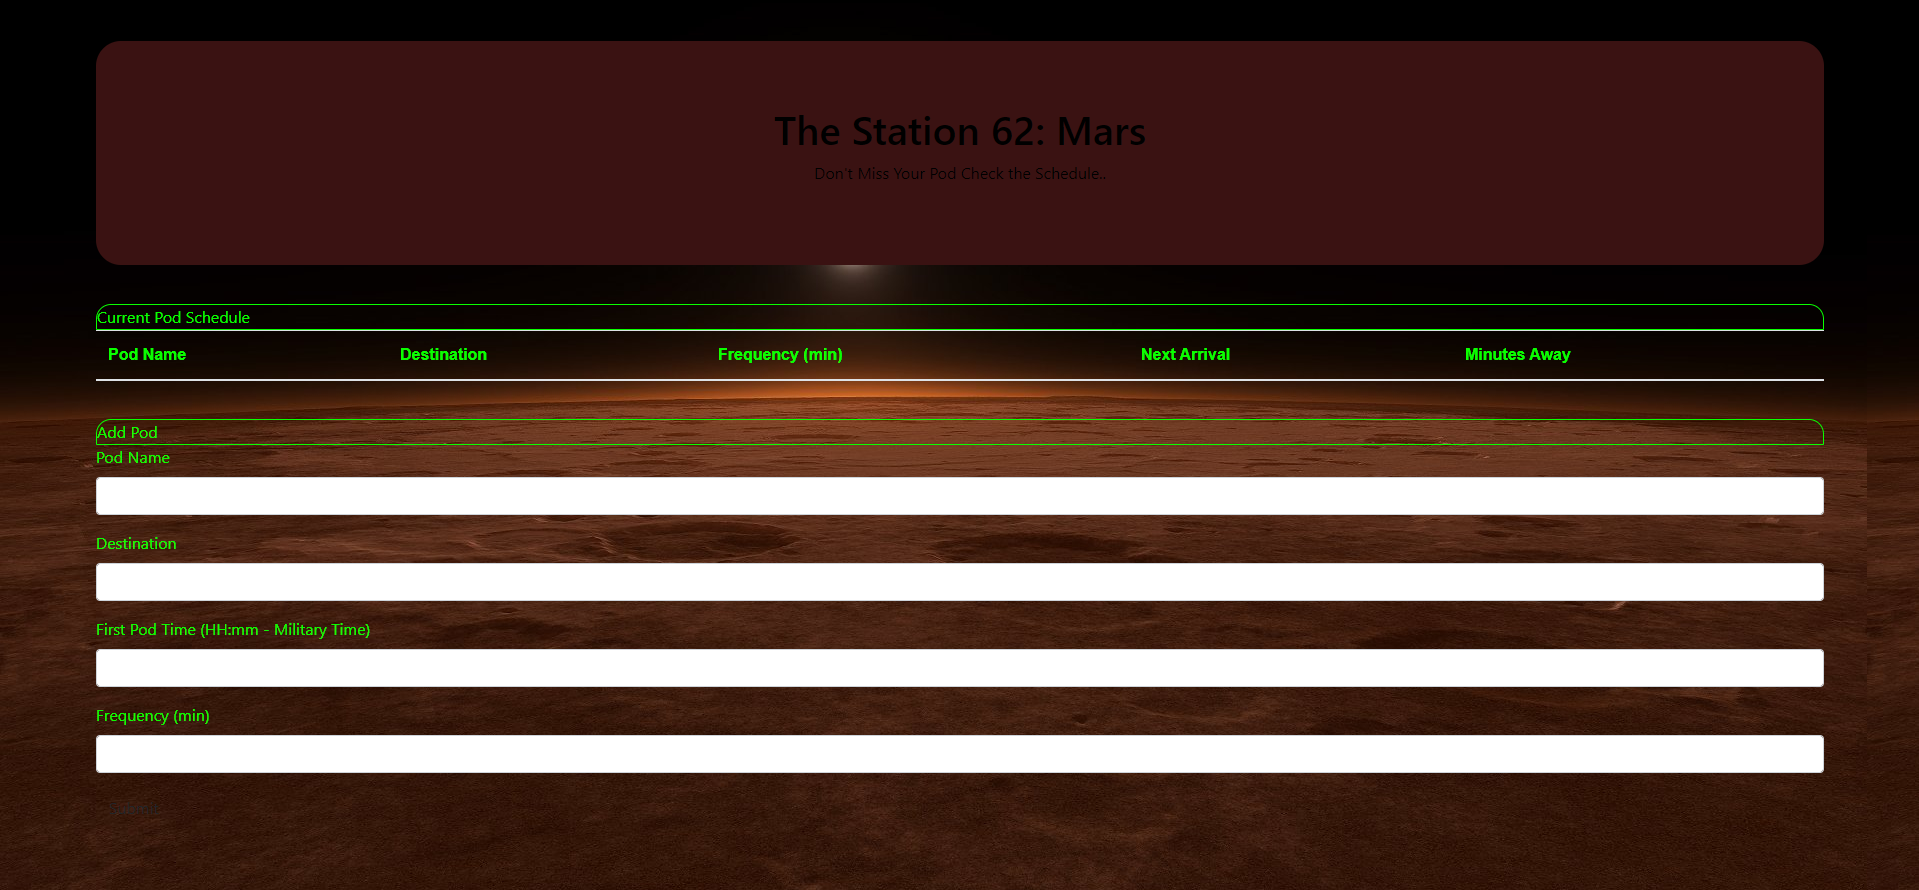 The Station 62: Mars
Don't Miss Your Pod Check the Schedule..
Current Pod Schedule
Pod Name Destination Frequency (min) Next Arrival Minutes Away
Add Pod
Pod Name
Destination
First Pod Time (HH:mm - Military Time)
Frequency (min)